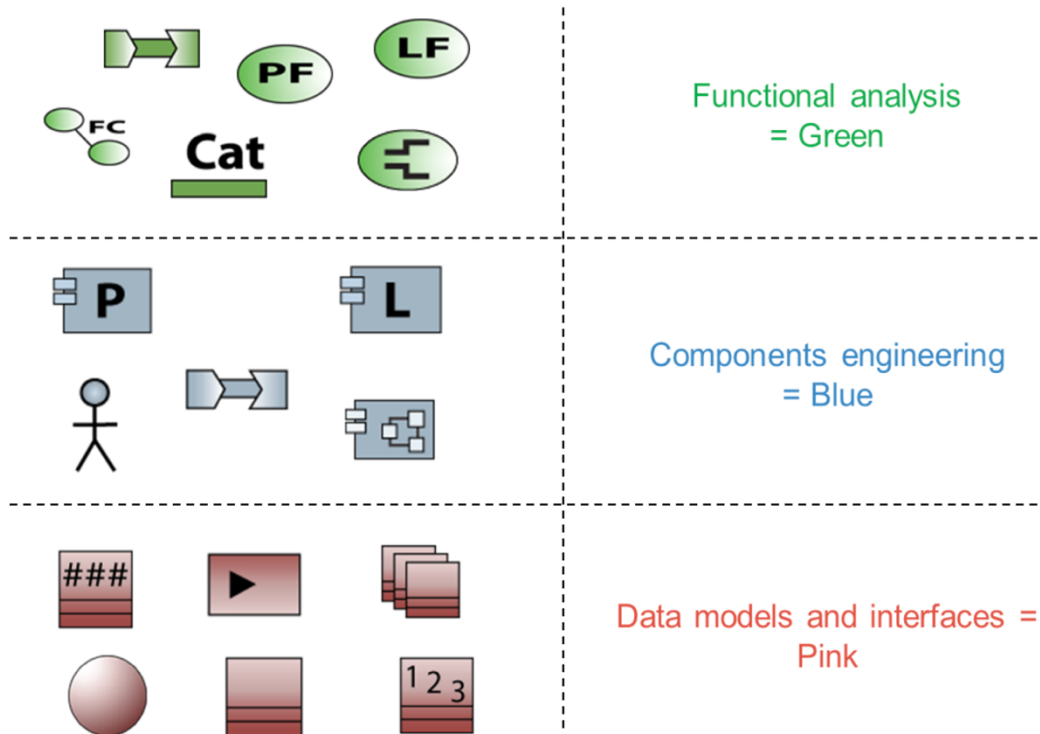 LF
PF
FC
Cat
Functional analysis
= Green
P
L
Components engineering
= Blue
###
Data models and interfaces =
Pink
1 2 3